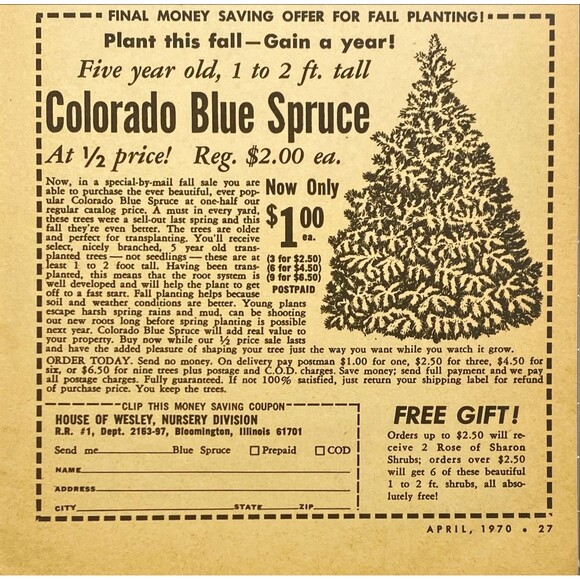 FINAL MONEY SAVING OFFER FOR FALL PLANTING!
Plant this fall—Gain a year!
Five year old, 1 to 2 ft. tall
Colorado Blue Spruce
At ½ price! Reg. $2.00 ea.
Now, in a special-by-mail fall sale you are
able to purchase the ever beautiful, ever pop-
ular Colorado Blue Spruce at one-half our
regular catalog price. A must in every yard,
these trees were a sell-out last spring and this
fall they're even better. The trees are older
and perfect for transplanting. You'll receive
select, nicely branched, 5 year old trans-
planted trees — not seedlings — these are at
least 1 to 2 foot tall. Having been trans-
planted, this means that the root system is
well developed and will help the plant to get
off to a fast start. Fall planting helps because
soil and weather conditions are better. Young plants
escape harsh spring rains and mud, can be shooting
out new roots long before spring planting is possible
next year. Colorado Blue Spruce will add real value to
your property. Buy now while our ½ price sale lasts
and have the added pleasure of shaping your tree just the way you want while you watch it grow.
Now Only
$1.00
ea.
(3 for $2.50)
(6 for $4.50)
(9 for $6.50)
POSTPAID
ORDER TODAY. Send no money. On delivery pay postman $1.00 for one, $2.50 for three, $4.50 for
six, or $6.50 for nine trees plus postage and C.O.D. charges. Save money; send full payment and we pay
all postage charges. Fully guaranteed. If not 100% satisfied, just return your shipping label for refund
of purchase price. You keep the trees.
CLIP THIS MONEY SAVING COUPON
HOUSE OF WESLEY, NURSERY DIVISION
R.R. #1, Dept. 2163-97, Bloomington, Illinois 61701
Send me Blue Spruce □ Prepaid □ COD
NAME
ADDRESS
CITY STATE ZIP
FREE GIFT!
Orders up to $2.50 will re-
ceive 2 Rose of Sharon
Shrubs; orders over $2.50
will get 6 of these beautiful
1 to 2 ft. shrubs, all abso-
lutely free!
APRIL, 1970 • 27